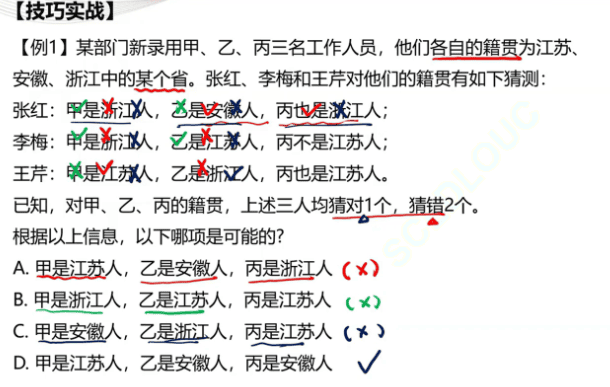 【技巧实战】
【例1】某部门新录用甲、乙、丙三名工作人员，他们各自的籍贯为江苏、
安徽、浙江中的某个省。张红、李梅和王芹对他们的籍贯有如下猜测：
张红：甲是浙江人，乙是安徽人，丙也是浙江人；
李梅：甲是浙江人，乙是江苏人，丙不是江苏人；
王芹：甲是江苏人，乙是浙江人，丙也是江苏人。
已知，对甲、乙、丙的籍贯，上述三人均猜对1个，猜错2个。
根据以上信息，以下哪项是可能的?
A. 甲是江苏人，乙是安徽人，丙是浙江人 (×)
B. 甲是浙江人，乙是江苏人，丙是江苏人 (×)
C. 甲是安徽人，乙是浙江人，丙是江苏人 (×)
D. 甲是江苏人，乙是安徽人，丙是安徽人 ✓